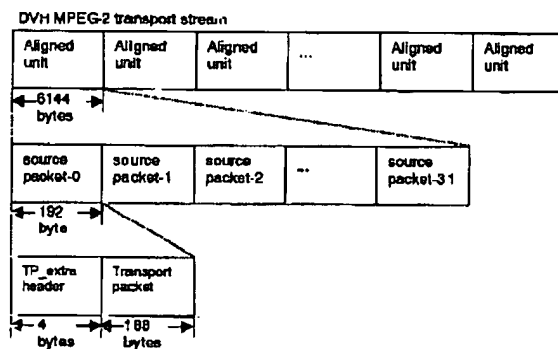 DVH MPEG-2 transport stream
Aligned unit
Aligned unit
Aligned unit
...
Aligned unit
Aligned unit
6144 bytes
source packet-0
source packet-1
source packet-2
...
source packet-31
192 byte
TP_extra header
Transport packet
4 bytes
188 bytes